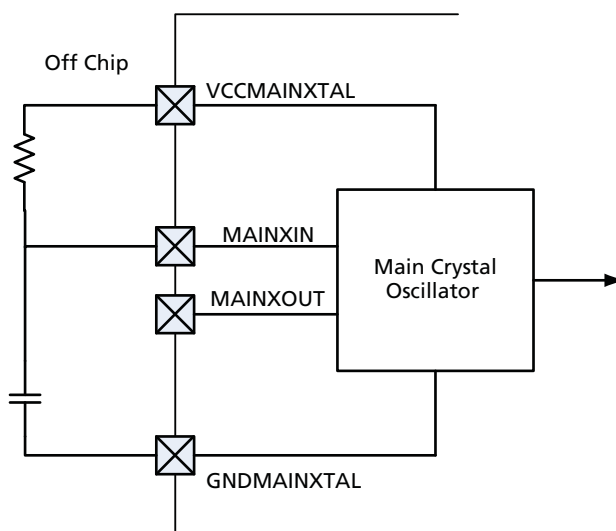 Off Chip
VCCMAINXTAL
MAINXIN
MAINXOUT
Main Crystal
Oscillator
GNDMAINXTAL